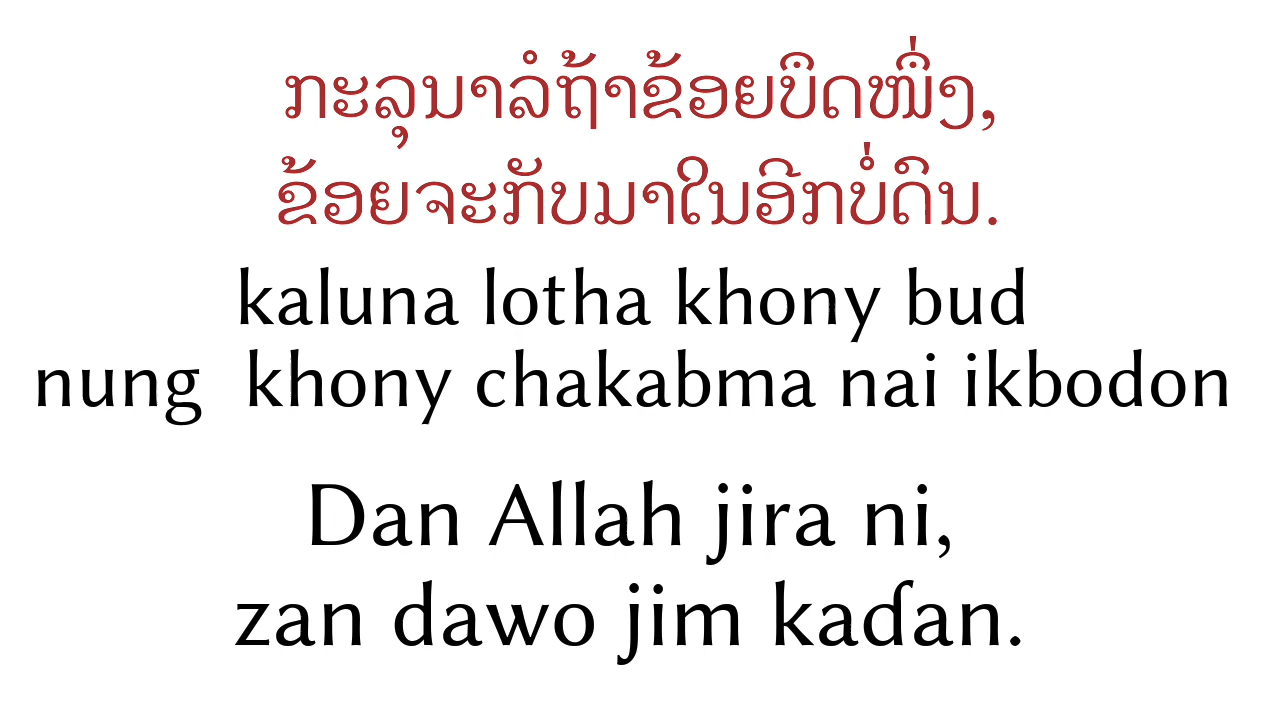 ກະລຸນາລໍຖ້າຂ້ອຍບຶດໜຶ່ງ,
ຂ້ອຍຈະກັບມາໃນອີກບໍ່ດົນ.
kaluna lotha khony bud
nung khony chakabma nai ikbodon
Dan Allah jira ni,
zan dawo jim kaɗan.